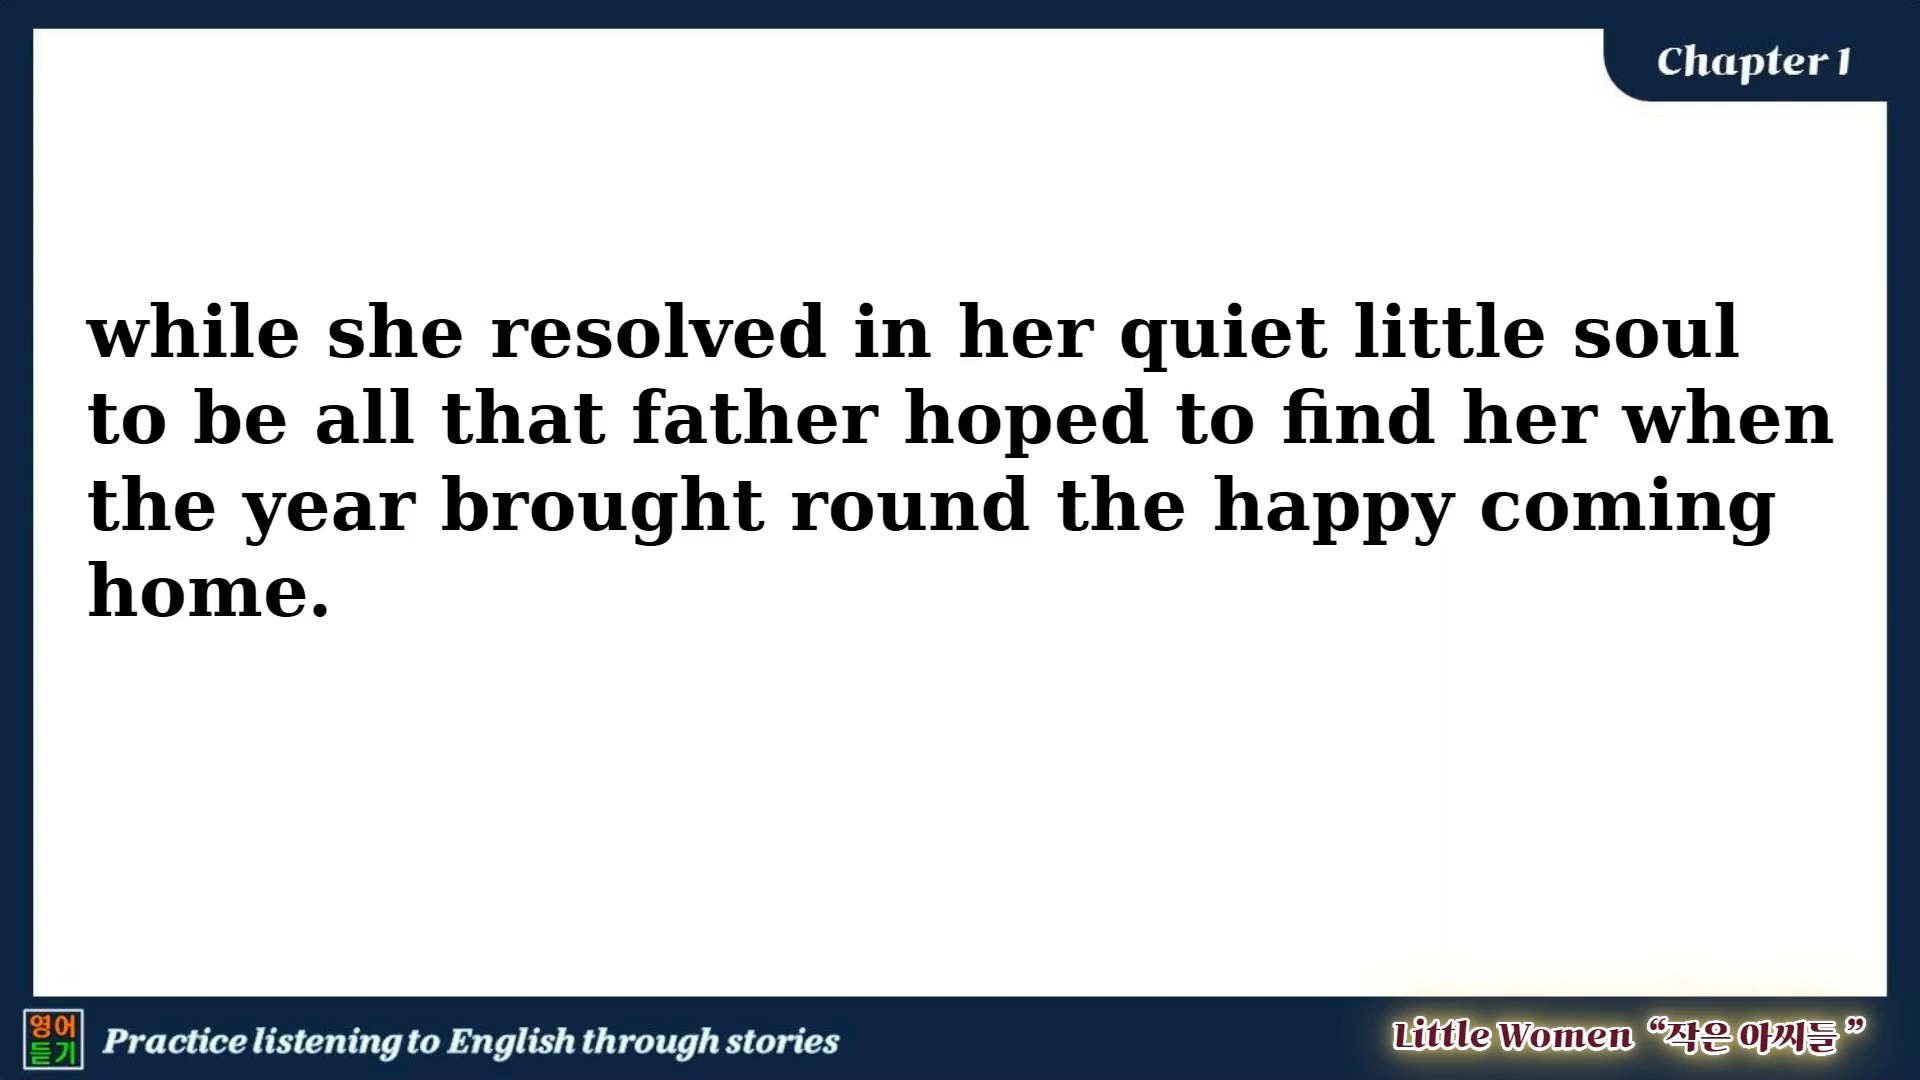 Chapter 1
while she resolved in her quiet little soul
to be all that father hoped to find her when
the year brought round the happy coming
home.
영어
듣기
Practice listening to English through stories
Little Women “작은 아씨들”